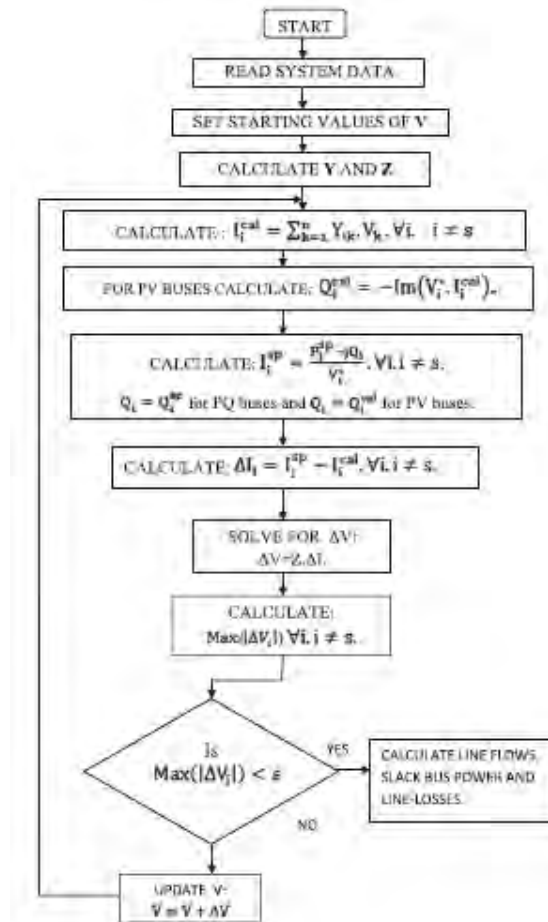 START
READ SYSTEM DATA
SET STARTING VALUES OF V
CALCULATE Y AND Z
CALCULATE : I_i^cal = ∑_{k=1}^n Y_ik. V_k, ∀i. i ≠ s
FOR PV BUSES CALCULATE: Q_i^cal = −Im(V_i^*. I_i^cal).
CALCULATE: I_i^sp = (P_i^sp −jQ_i)/V_i^*. ∀i. i ≠ s.
Q_i = Q_i^sp for PQ buses and Q_i = Q_i^cal for PV buses.
CALCULATE: ΔI_i = I_i^sp − I_i^cal. ∀i. i ≠ s.
SOLVE FOR ΔV:
ΔV=Z.ΔI.
CALCULATE:
Max(|ΔV_i|) ∀i. i ≠ s.
Is
Max(|ΔV_i|) < ε
YES
CALCULATE LINE FLOWS,
SLACK BUS POWER AND
LINE-LOSSES.
NO
UPDATE V:
V = V + ΔV